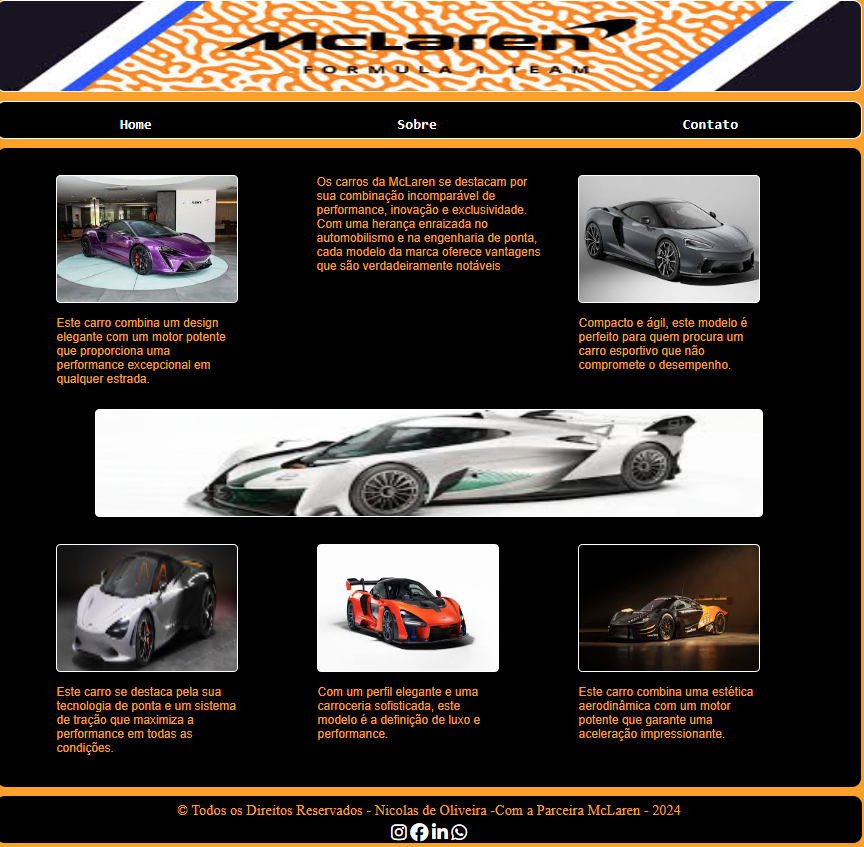 McLaren
FORMULA 1 TEAM
Home
Sobre
Contato
Os carros da McLaren se destacam por
sua combinação incomparável de
performance, inovação e exclusividade.
Com uma herança enraizada no
automobilismo e na engenharia de ponta,
cada modelo da marca oferece vantagens
que são verdadeiramente notáveis
Este carro combina um design
elegante com um motor potente
que proporciona uma
performance excepcional em
qualquer estrada.
Compacto e ágil, este modelo é
perfeito para quem procura um
carro esportivo que não
compromete o desempenho.
Este carro se destaca pela sua
tecnologia de ponta e um sistema
de tração que maximiza a
performance em todas as
condições.
Com um perfil elegante e uma
carroceria sofisticada, este
modelo é a definição de luxo e
performance.
Este carro combina uma estética
aerodinâmica com um motor
potente que garante uma
aceleração impressionante.
© Todos os Direitos Reservados - Nicolas de Oliveira -Com a Parceira McLaren - 2024